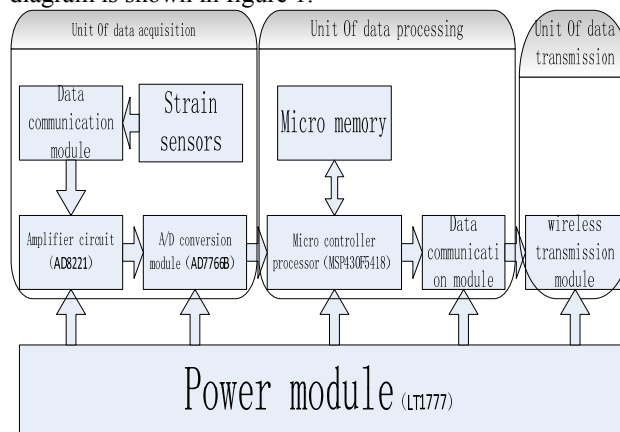 diagram is shown in figure 1.
Unit Of data acquisition
Unit Of data processing
Unit Of data
transmission
Data
communication
module
Strain
sensors
Micro memory
Amplifier circuit
(AD8221)
A/D conversion
module (AD7766B)
Micro controller
processor (MSP430F5418)
Data
communicati
on module
wireless
transmission
module
Power module (LT1777)